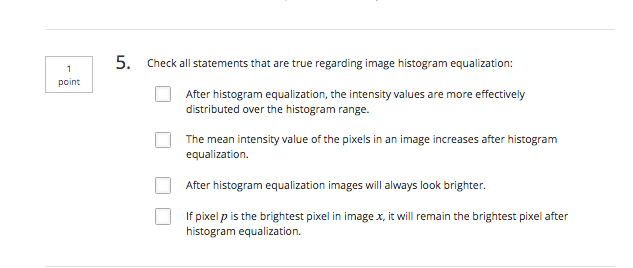 1
point
5. Check all statements that are true regarding image histogram equalization:
After histogram equalization, the intensity values are more effectively
distributed over the histogram range.
The mean intensity value of the pixels in an image increases after histogram
equalization.
After histogram equalization images will always look brighter.
If pixel p is the brightest pixel in image x, it will remain the brightest pixel after
histogram equalization.